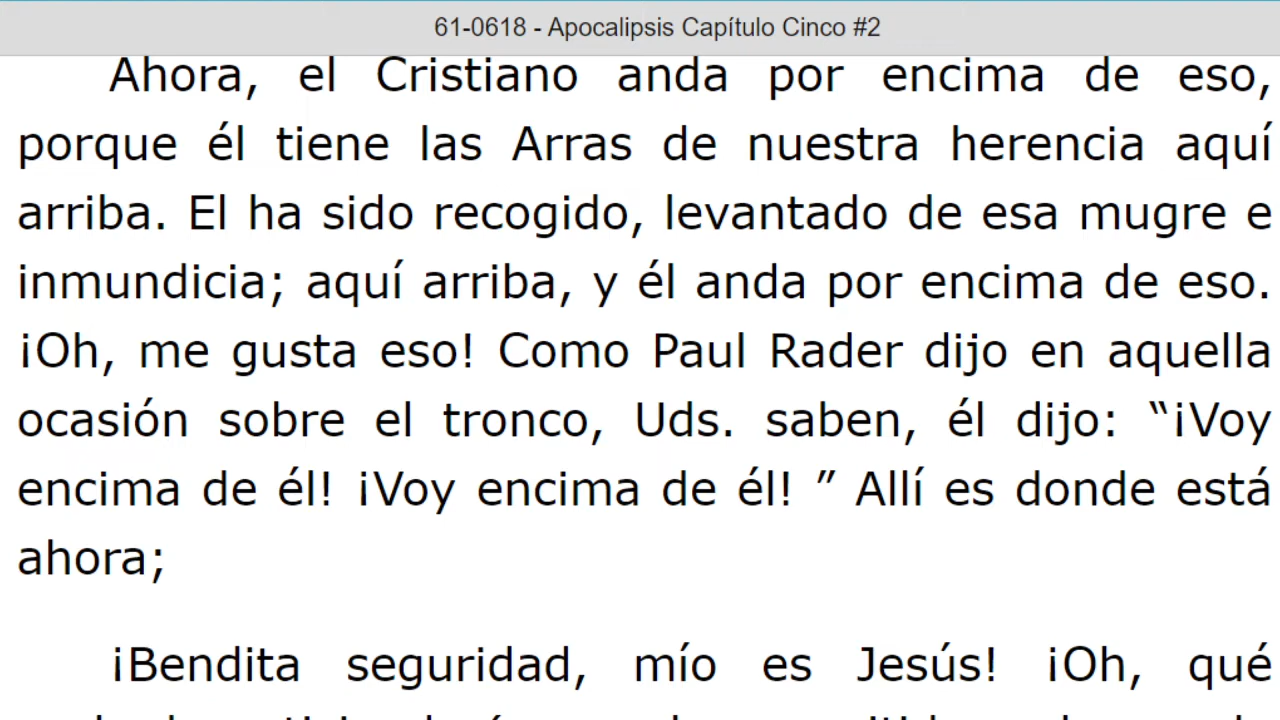 61-0618 - Apocalipsis Capítulo Cinco #2
Ahora, el Cristiano anda por encima de eso,
porque él tiene las Arras de nuestra herencia aquí
arriba. El ha sido recogido, levantado de esa mugre e
inmundicia; aquí arriba, y él anda por encima de eso.
¡Oh, me gusta eso! Como Paul Rader dijo en aquella
ocasión sobre el tronco, Uds. saben, él dijo: “¡Voy
encima de él! ¡Voy encima de él! ” Allí es donde está
ahora;
¡Bendita seguridad, mío es Jesús! ¡Oh, qué